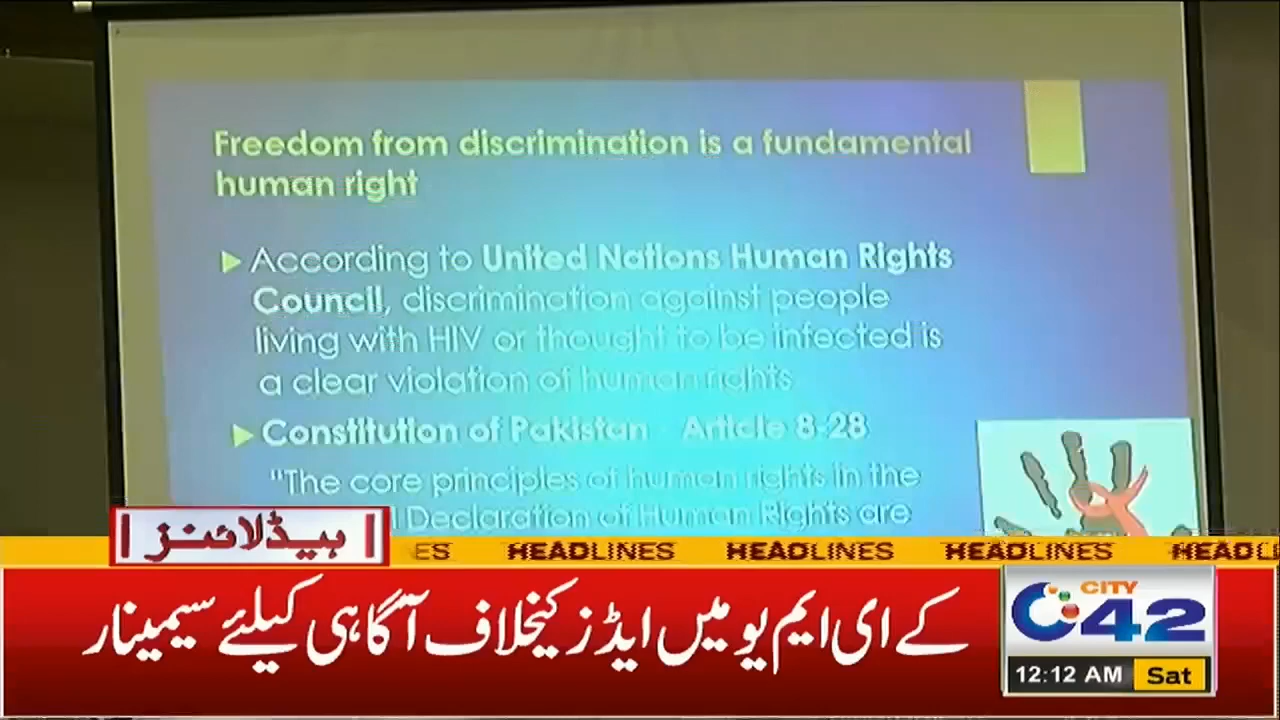 Freedom from discrimination is a fundamental
human right
According to United Nations Human Rights
Council, discrimination against people
living with HIV or thought to be infected is
a clear violation of human rights
Constitution of Pakistan - Article 8-28
"The core principles of human rights in the
Declaration of Human Rights are
ہیڈلائنز
ES HEADLINES HEADLINES HEADLINES HEADL
کے ای ایم یو میں ایڈز کیخلاف آگاہی کیلئے سیمینار
CITY
42
12:12 AM Sat